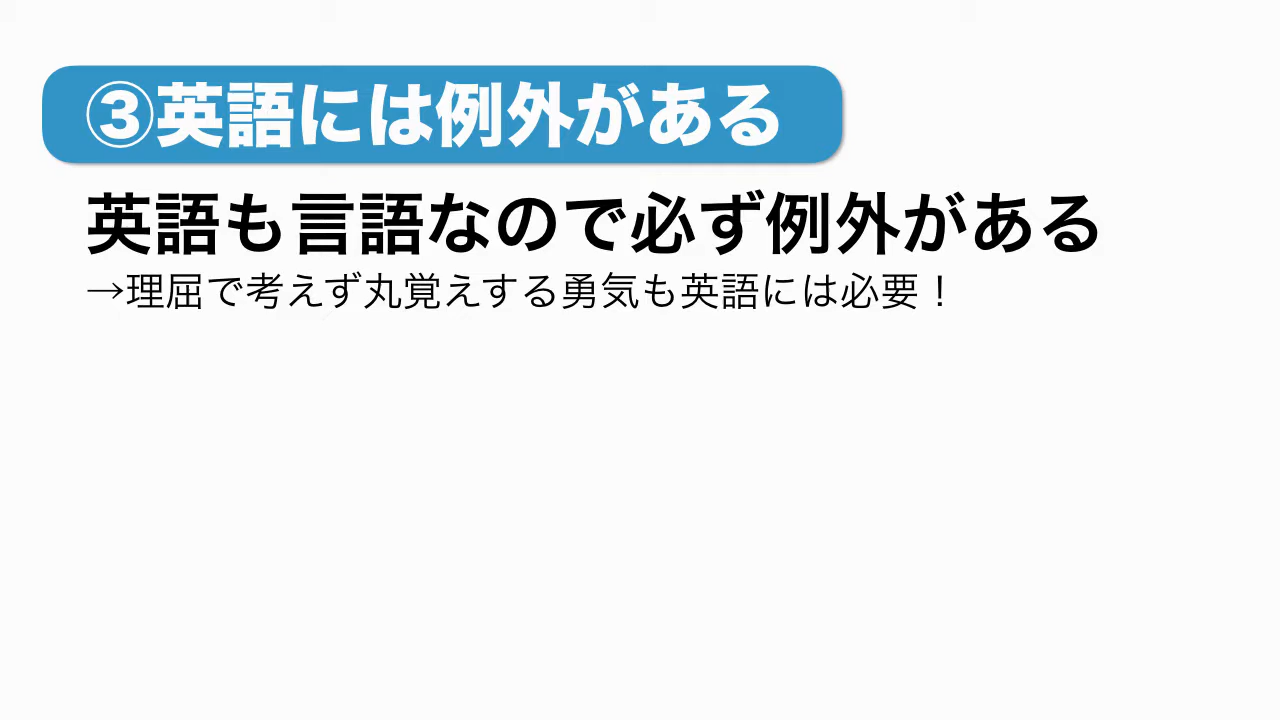 ③英語には例外がある
英語も言語なので必ず例外がある
→理屈で考えず丸覚えする勇気も英語には必要！